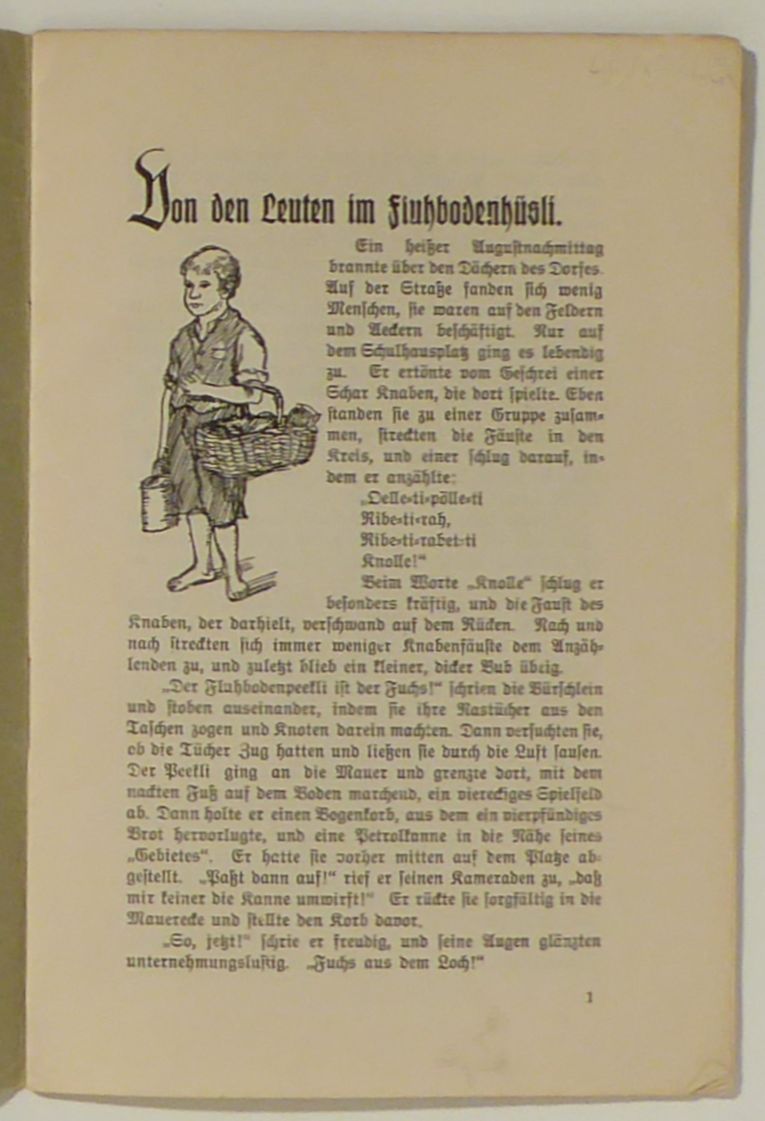 Von den Leuten im Fluhbodenhüsli.
Ein heißer Augustnachmittag
brannte über den Dächern des Dorfes.
Auf der Straße fanden sich wenig
Menschen, sie waren auf den Feldern
und Aeckern beschäftigt. Nur auf
dem Schulhausplatz ging es lebendig
zu. Er ertönte vom Geschrei einer
Schar Knaben, die dort spielte. Eben
standen sie zu einer Gruppe zusam-
men, streckten die Fäuste in den
Kreis, und einer schlug darauf, in-
dem er anzählte:
„Oelle-ti-pölle-ti
Ribe-ti-rah,
Ribe-ti-rabet-ti
Knolle!“
Beim Worte „Knolle“ schlug er
besonders kräftig, und die Faust des
Knaben, der darhielt, verschwand auf dem Rücken. Nach und
nach streckten sich immer weniger Knabenfäuste dem Anzäh-
lenden zu, und zuletzt blieb ein kleiner, dicker Bub übrig.
„Der Fluhbodenpeekli ist der Fuchs!“ schrien die Bürschlein
und stoben auseinander, indem sie ihre Nastücher aus den
Taschen zogen und Knoten darein machten. Dann versuchten sie,
ob die Tücher Zug hatten und ließen sie durch die Luft sausen.
Der Peekli ging an die Mauer und grenzte dort, mit dem
nackten Fuß auf dem Boden marchend, ein viereckiges Spielfeld
ab. Dann holte er einen Bogenkorb, aus dem ein vierpfündiges
Brot hervorlugte, und eine Petrolkanne in die Nähe seines
„Gebietes“. Er hatte sie vorher mitten auf dem Platze ab-
gestellt. „Paßt dann auf!“ rief er seinen Kameraden zu, „daß
mir keiner die Kanne umwirft!“ Er rückte sie sorgfältig in die
Mauerecke und stellte den Korb davor.
„So, jetzt!“ schrie er freudig, und seine Augen glänzten
unternehmungslustig. „Fuchs aus dem Loch!“
1